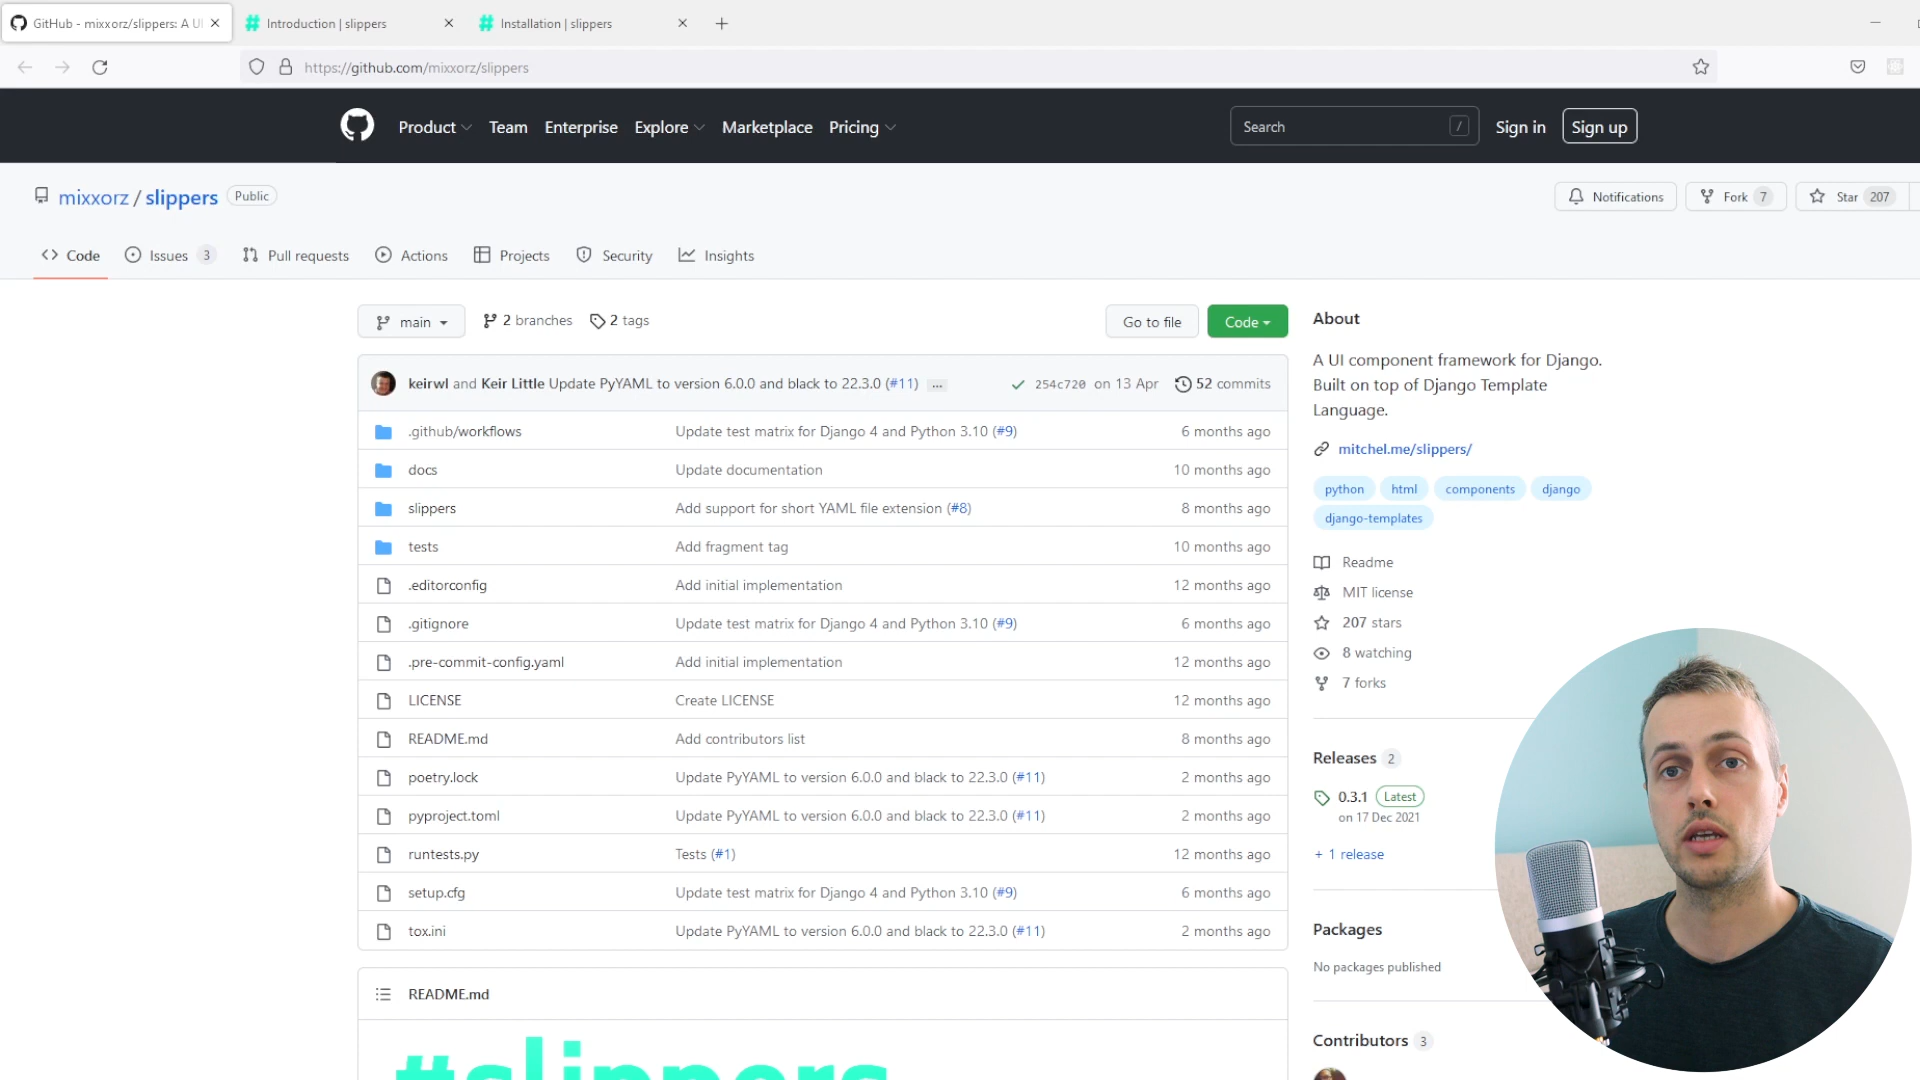 GitHub - mixxorz/slippers: A UI
Introduction | slippers
Installation | slippers
https://github.com/mixxorz/slippers
Product
Team
Enterprise
Explore
Marketplace
Pricing
Search
/
Sign in
Sign up
mixxorz / slippers
Public
Notifications
Fork 7
Star 207
Code
Issues 3
Pull requests
Actions
Projects
Security
Insights
main
2 branches
2 tags
Go to file
Code
keirwl and Keir Little Update PyYAML to version 6.0.0 and black to 22.3.0 (#11) ...
254c720 on 13 Apr
52 commits
.github/workflows Update test matrix for Django 4 and Python 3.10 (#9) 6 months ago
docs Update documentation 10 months ago
slippers Add support for short YAML file extension (#8) 8 months ago
tests Add fragment tag 10 months ago
.editorconfig Add initial implementation 12 months ago
.gitignore Update test matrix for Django 4 and Python 3.10 (#9) 6 months ago
.pre-commit-config.yaml Add initial implementation 12 months ago
LICENSE Create LICENSE 12 months ago
README.md Add contributors list 8 months ago
poetry.lock Update PyYAML to version 6.0.0 and black to 22.3.0 (#11) 2 months ago
pyproject.toml Update PyYAML to version 6.0.0 and black to 22.3.0 (#11) 2 months ago
runtests.py Tests (#1) 12 months ago
setup.cfg Update test matrix for Django 4 and Python 3.10 (#9) 6 months ago
tox.ini Update PyYAML to version 6.0.0 and black to 22.3.0 (#11) 2 months ago
README.md
#slippers
About
A UI component framework for Django.
Built on top of Django Template
Language.
mitchel.me/slippers/
python html components django
django-templates
Readme
MIT license
207 stars
8 watching
7 forks
Releases 2
0.3.1 Latest
on 17 Dec 2021
+ 1 release
Packages
No packages published
Contributors 3